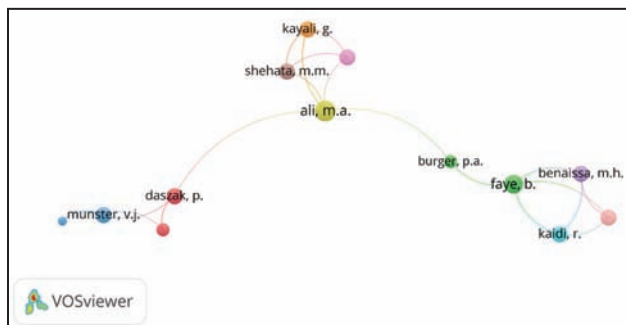 kayali, g.
shehata, m.m.
ali, m.a.
burger, p.a.
benaissa, m.h.
faye, b.
daszak, p.
munster, v.j.
kaidi, r.
VOSviewer